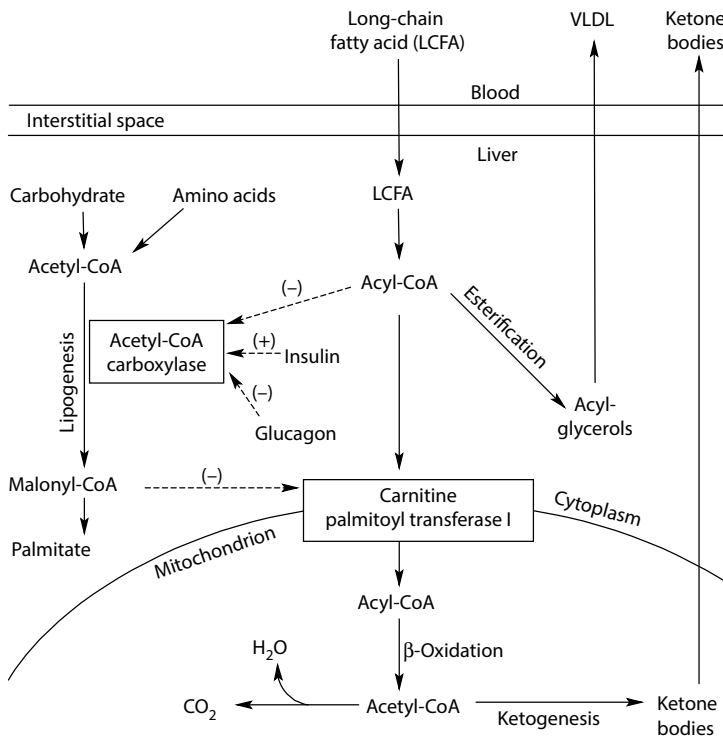 Long-chain
fatty acid (LCFA)
VLDL
Ketone
bodies
Blood
Interstitial space
Liver
Carbohydrate
Amino acids
LCFA
Acetyl-CoA
Acyl-CoA
(–)
Esterification
Lipogenesis
Acetyl-CoA
carboxylase
(+)
Insulin
(–)
Glucagon
Acyl-
glycerols
Malonyl-CoA
(–)
Carnitine
palmitoyl transferase I
Cytoplasm
Mitochondrion
Palmitate
Acyl-CoA
β-Oxidation
H₂O
CO₂
Acetyl-CoA
Ketogenesis
Ketone
bodies